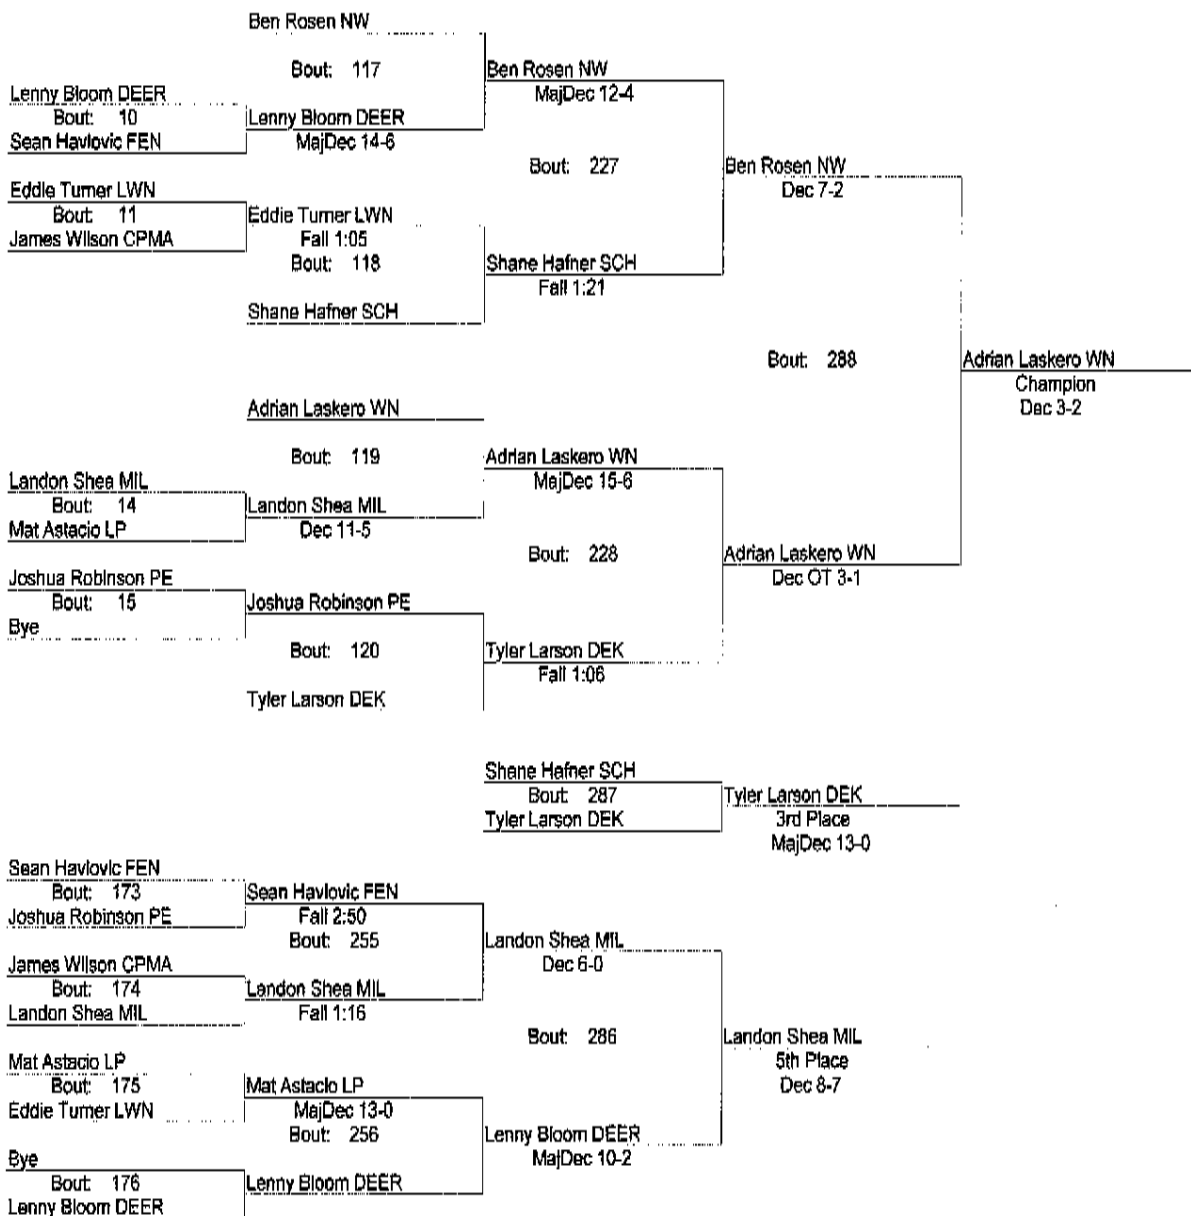 Ben Rosen NW
Bout: 117
Ben Rosen NW
MajDec 12-4
Lenny Bloom DEER
Bout: 10
Lenny Bloom DEER
Sean Havlovic FEN
MajDec 14-6
Bout: 227
Ben Rosen NW
Dec 7-2
Eddie Turner LWN
Bout: 11
Eddie Turner LWN
James Wilson CPMA
Fall 1:05
Bout: 118
Shane Hafner SCH
Fall 1:21
Shane Hafner SCH
Bout: 288
Adrian Laskero WN
Champion
Dec 3-2
Adrian Laskero WN
Bout: 119
Adrian Laskero WN
MajDec 15-6
Landon Shea MIL
Bout: 14
Landon Shea MIL
Mat Astacio LP
Dec 11-5
Bout: 228
Adrian Laskero WN
Dec OT 3-1
Joshua Robinson PE
Bout: 15
Joshua Robinson PE
Bye
Bout: 120
Tyler Larson DEK
Fall 1:06
Tyler Larson DEK
Shane Hafner SCH
Bout: 287
Tyler Larson DEK
Tyler Larson DEK
3rd Place
MajDec 13-0
Sean Havlovic FEN
Bout: 173
Sean Havlovic FEN
Joshua Robinson PE
Fall 2:50
Bout: 255
Landon Shea MIL
Dec 6-0
James Wilson CPMA
Bout: 174
Landon Shea MIL
Landon Shea MIL
Fall 1:16
Bout: 286
Landon Shea MIL
5th Place
Dec 8-7
Mat Astacio LP
Bout: 175
Mat Astacio LP
Eddie Turner LWN
MajDec 13-0
Bout: 256
Lenny Bloom DEER
MajDec 10-2
Bye
Bout: 176
Lenny Bloom DEER
Lenny Bloom DEER